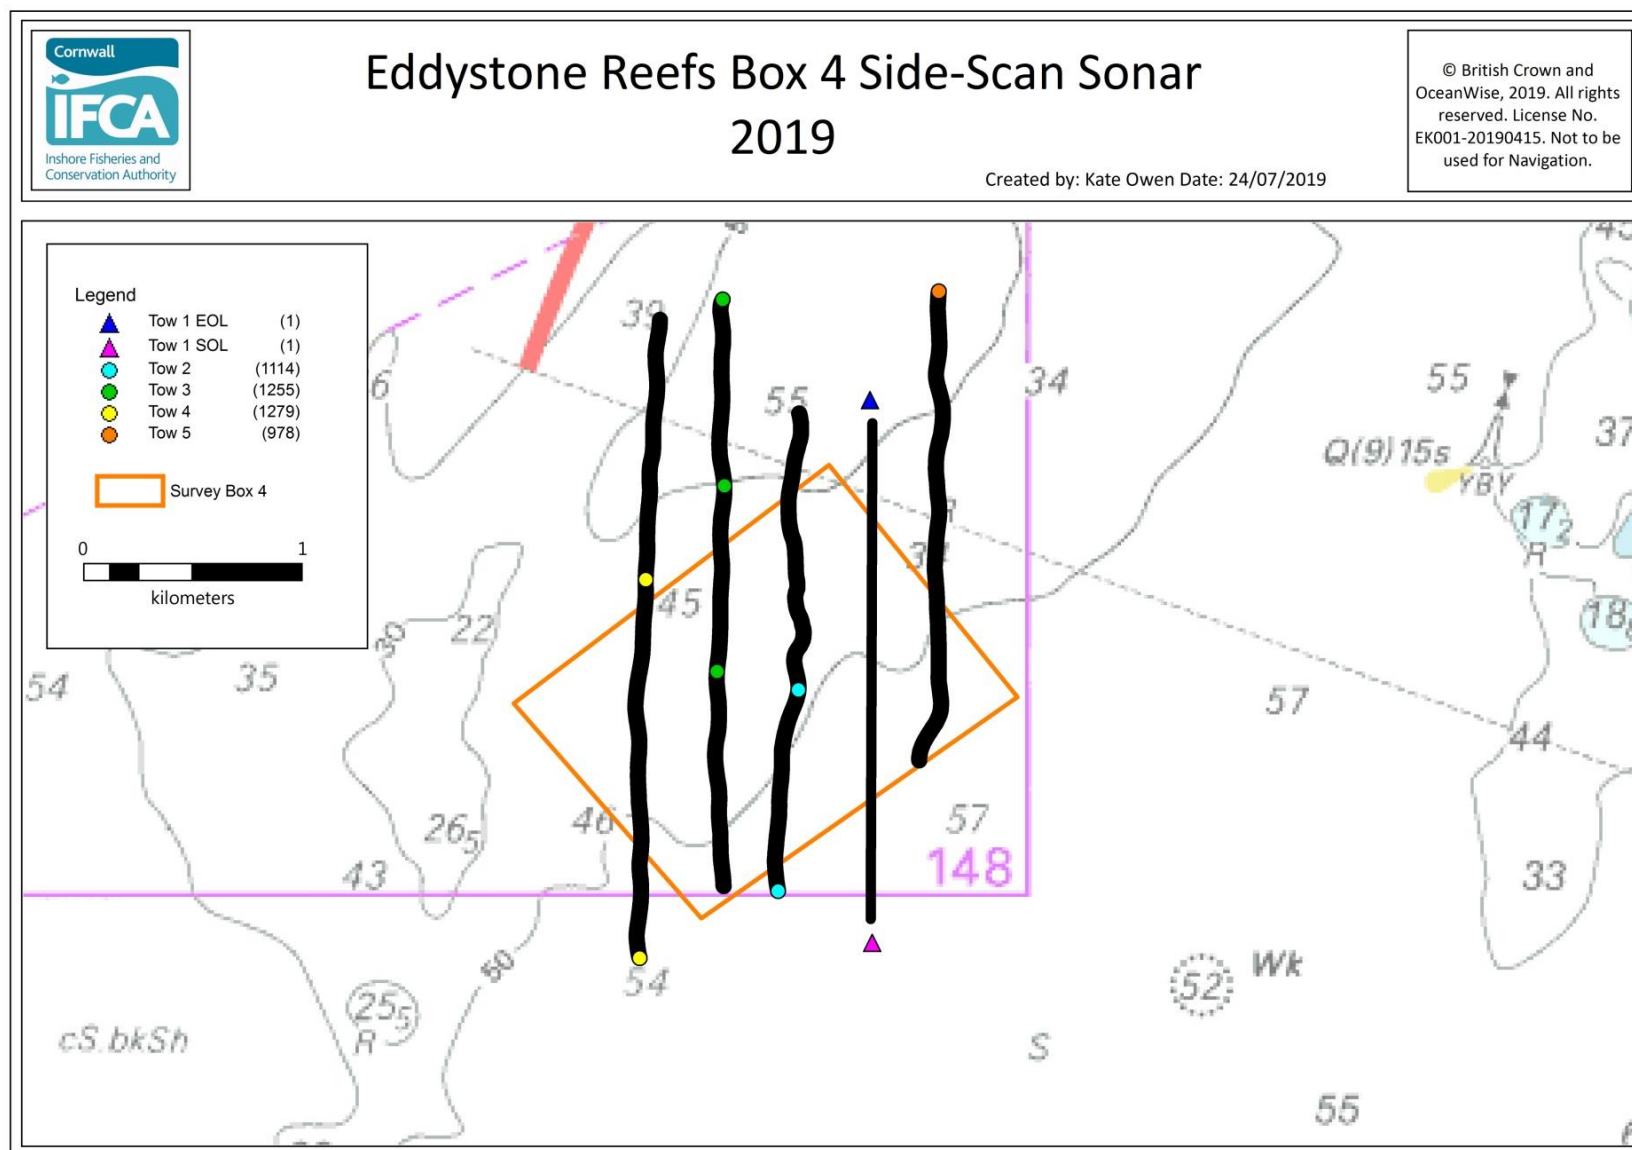 Cornwall
IFCA
Inshore Fisheries and
Conservation Authority
Eddystone Reefs Box 4 Side-Scan Sonar
2019
Created by: Kate Owen Date: 24/07/2019
© British Crown and
OceanWise, 2019. All rights
reserved. License No.
EK001-20190415. Not to be
used for Navigation.
Legend
Tow 1 EOL (1)
Tow 1 SOL (1)
Tow 2 (1114)
Tow 3 (1255)
Tow 4 (1279)
Tow 5 (978)
Survey Box 4
0 1
kilometers
39
6
55
34
55
37
Q(9)15s
YBY
17₂
R
34
45
30
22
18
54
35
57
44
46
26₅
57
148
43
33
50
54
Wk
52
25₅
R
cS.bkSh
S
55